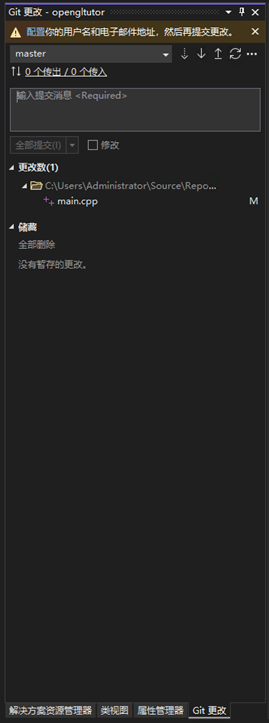 Git 更改 - opengltutor
配置你的用户名和电子邮件地址，然后再提交更改。
master
0 个传出 / 0 个传入
输入提交消息 <Required>
全部提交(I) 修改
更改数(1)
C:\Users\Administrator\Source\Repo...
main.cpp M
储藏
全部删除
没有暂存的更改。
解决方案资源管理器 类视图 属性管理器 Git 更改